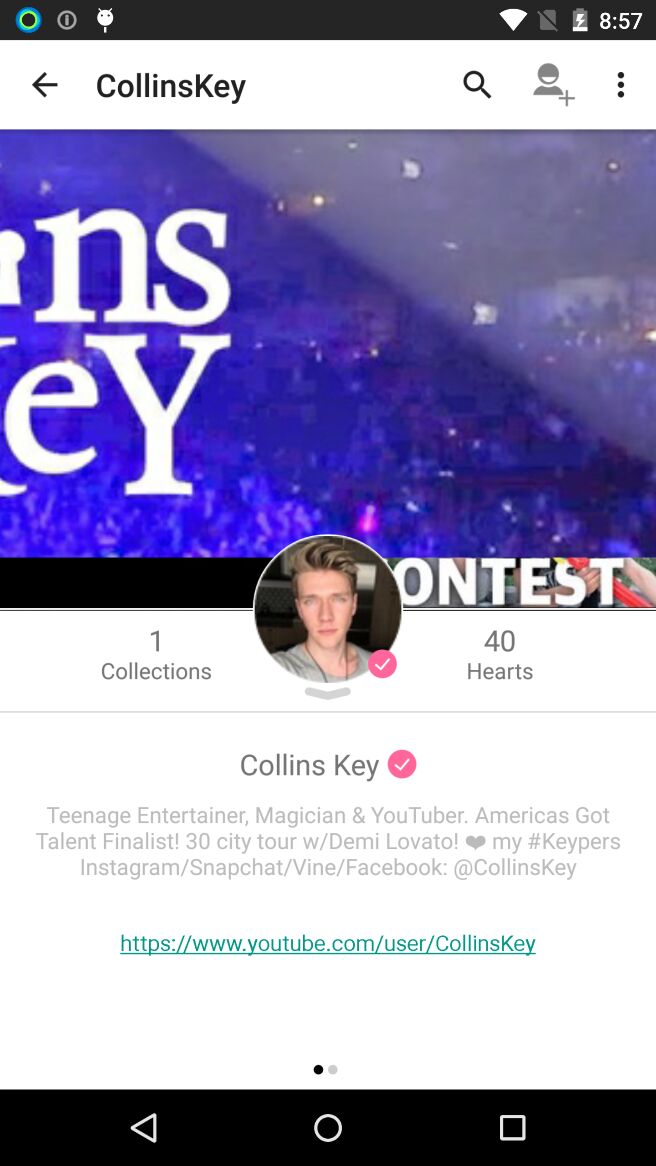 8:57
CollinsKey
ns
eY
ONTEST
1
Collections
40
Hearts
Collins Key
Teenage Entertainer, Magician & YouTuber. Americas Got
Talent Finalist! 30 city tour w/Demi Lovato! ❤ my #Keypers
Instagram/Snapchat/Vine/Facebook: @CollinsKey
https://www.youtube.com/user/CollinsKey